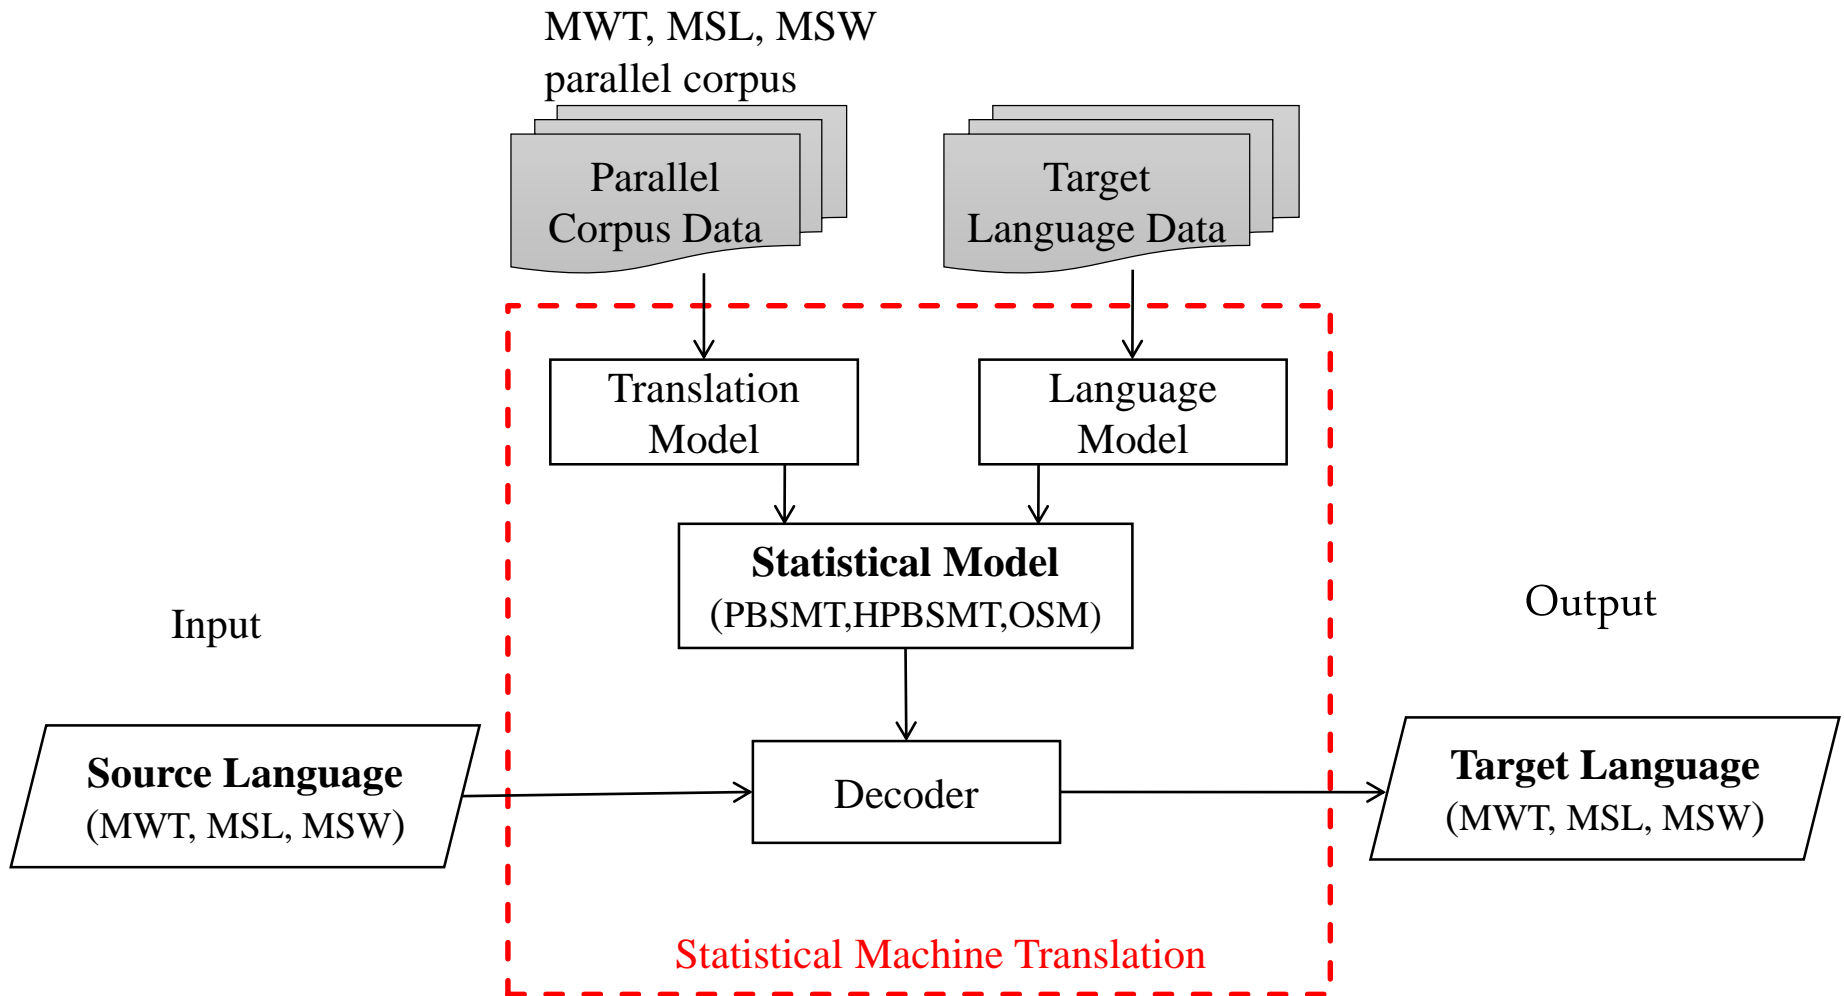 MWT, MSL, MSW
parallel corpus
Parallel
Corpus Data
Target
Language Data
Translation
Model
Language
Model
Statistical Model
(PBSMT,HPBSMT,OSM)
Input
Output
Source Language
(MWT, MSL, MSW)
Decoder
Target Language
(MWT, MSL, MSW)
Statistical Machine Translation